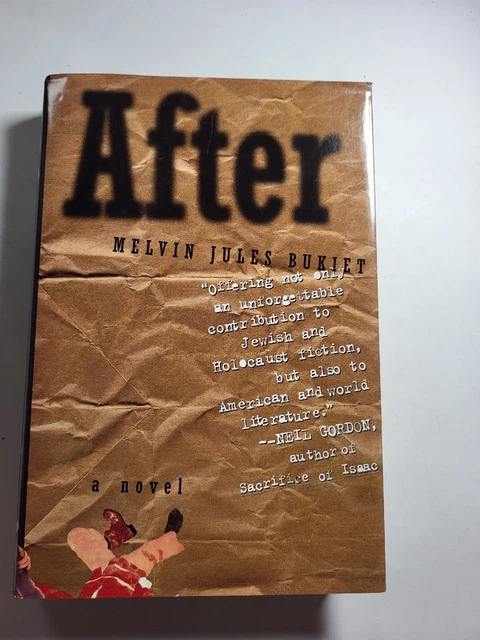 After
MELVIN JULES BUKIET
"Offering not only
an unforgettable
contribution to
Jewish and
Holocaust fiction,
but also to
American and world
literature."
--NEIL GORDON,
author of
Sacrifice of Isaac
a novel